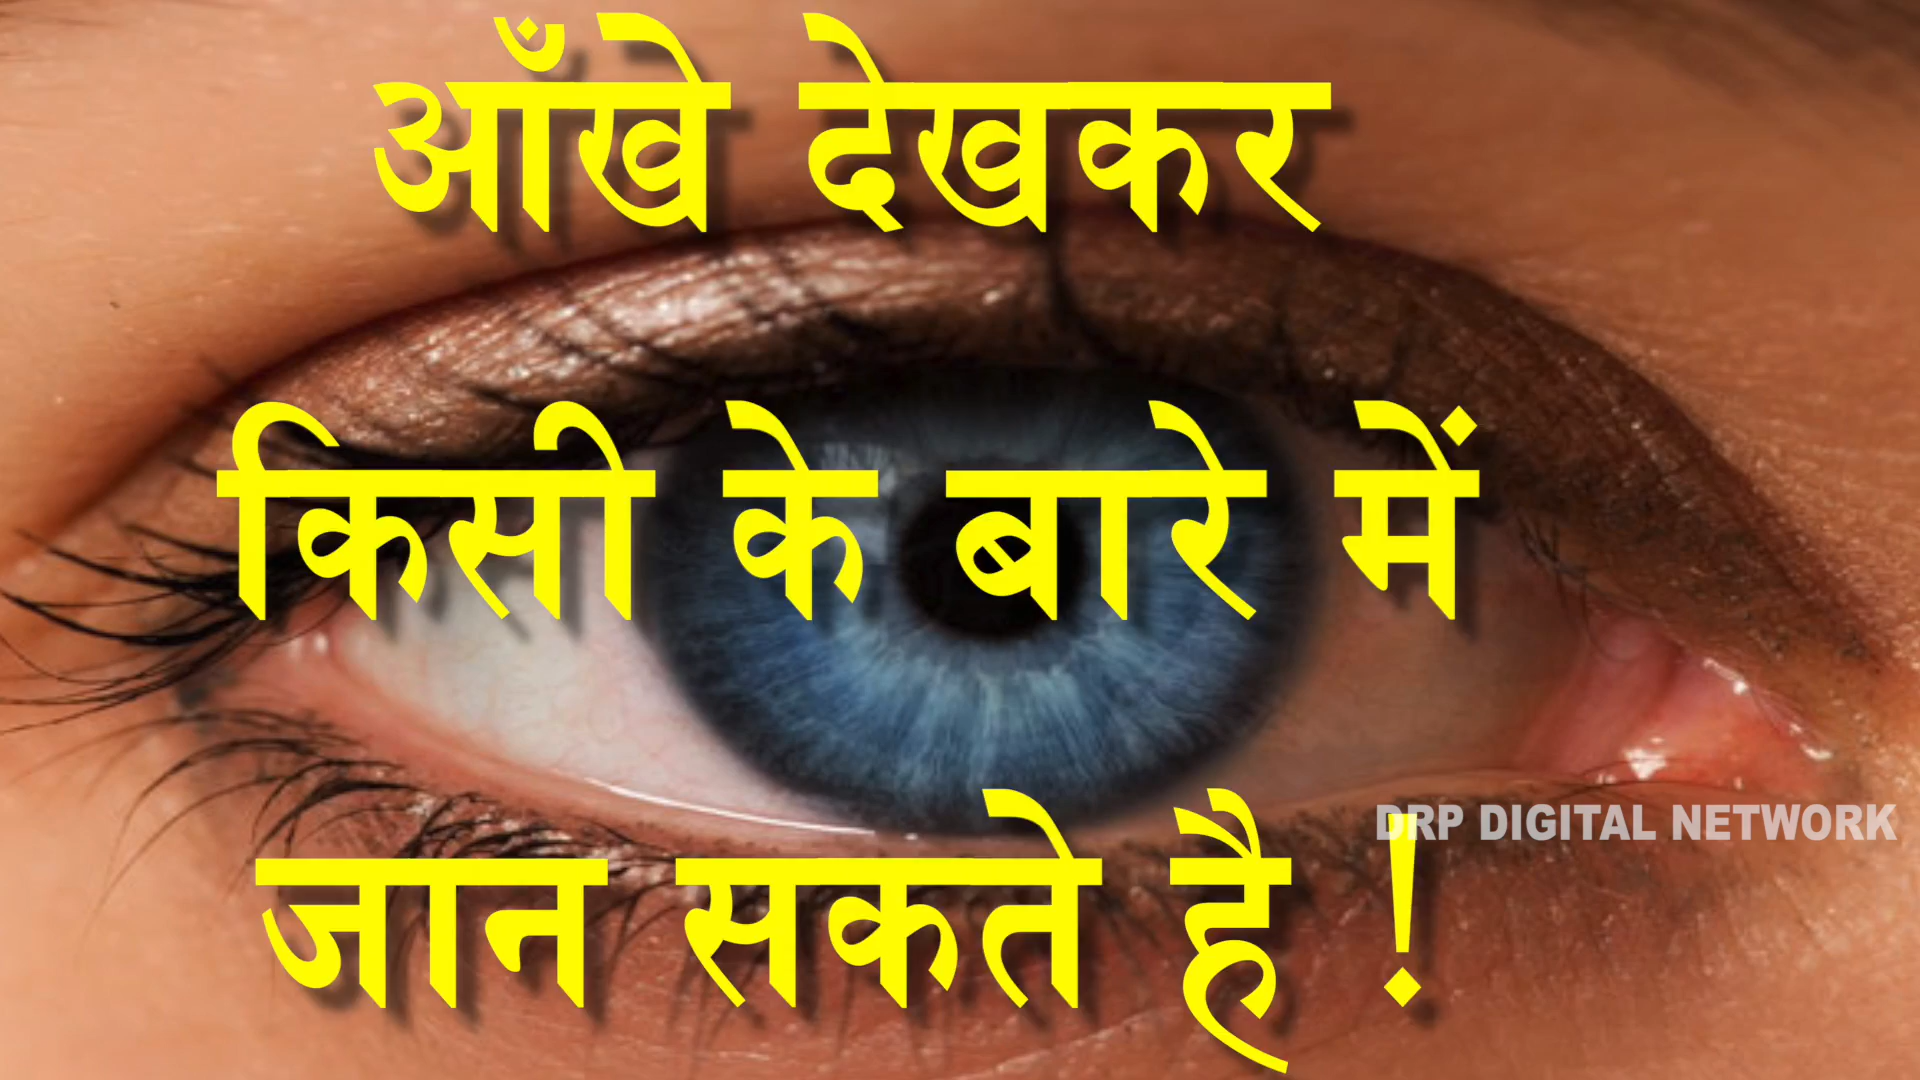 आँखे देखकर
किसी के बारे में
जान सकते है !
DRP DIGITAL NETWORK